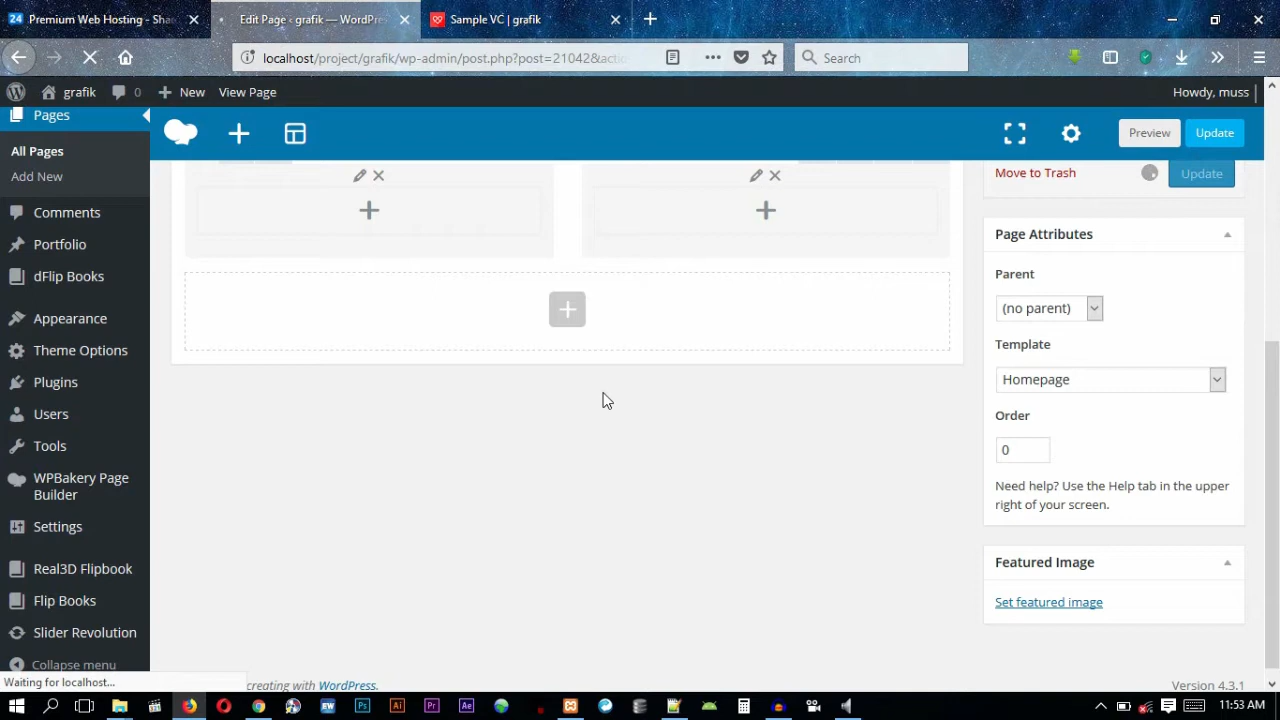 Premium Web Hosting - Sha
Edit Page ‹ grafik — WordPre
Sample VC | grafik
localhost/project/grafik/wp-admin/post.php?post=21042&actio
Search
grafik
0
New
View Page
Howdy, muss
Pages
All Pages
Add New
Comments
Portfolio
dFlip Books
Appearance
Theme Options
Plugins
Users
Tools
WPBakery Page
Builder
Settings
Real3D Flipbook
Flip Books
Slider Revolution
Collapse menu
Preview
Update
Move to Trash
Update
Page Attributes
Parent
(no parent)
Template
Homepage
Order
0
Need help? Use the Help tab in the upper
right of your screen.
Featured Image
Set featured image
Waiting for localhost...
creating with WordPress.
Version 4.3.1
11:53 AM